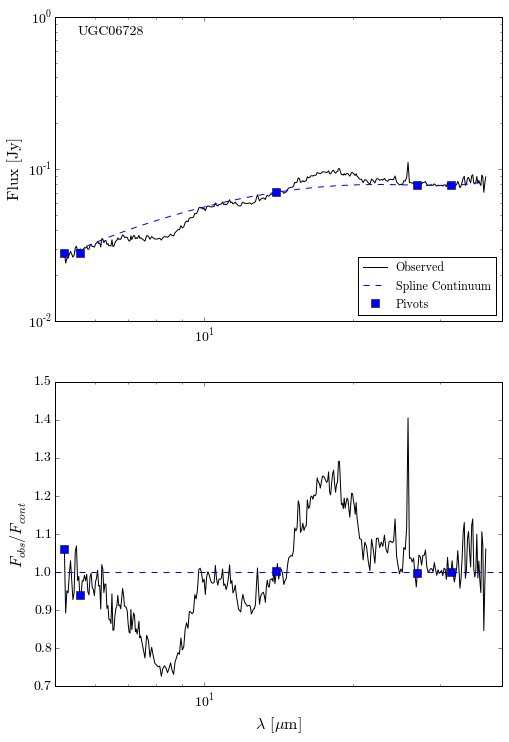 10^0
UGC06728
10^-1
Flux [Jy]
Observed
Spline Continuum
Pivots
10^-2
10^1
1.5
1.4
1.3
1.2
1.1
1.0
0.9
0.8
0.7
F_obs/F_cont
10^1
λ [μm]